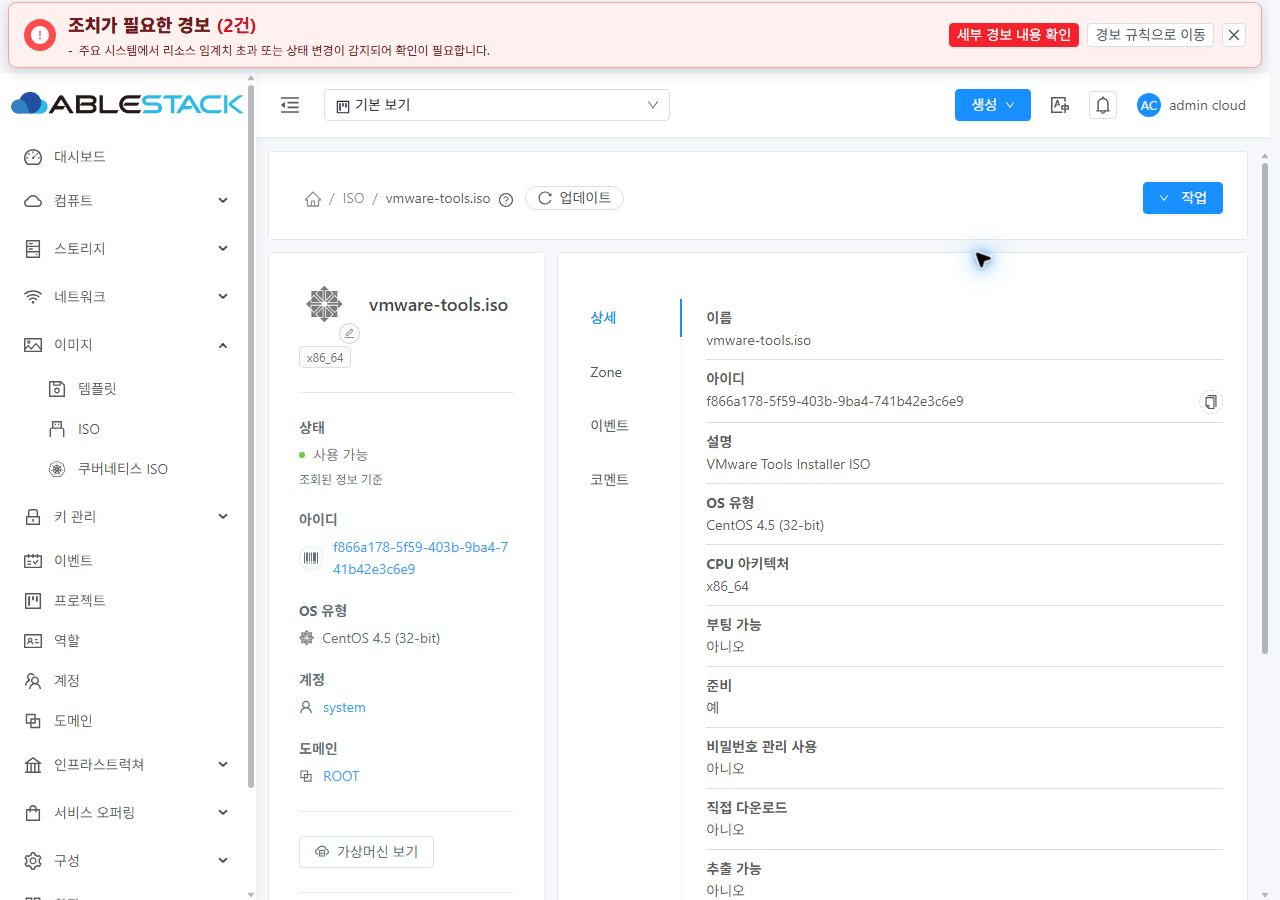 조치가 필요한 경보 (2건)
- 주요 시스템에서 리소스 임계치 초과 또는 상태 변경이 감지되어 확인이 필요합니다.
세부 경보 내용 확인
경보 규칙으로 이동
ABLESTACK
기본 보기
생성
AC
admin cloud
대시보드
컴퓨트
스토리지
네트워크
이미지
템플릿
ISO
쿠버네티스 ISO
키 관리
이벤트
프로젝트
역할
계정
도메인
인프라스트럭쳐
서비스 오퍼링
구성
/ ISO / vmware-tools.iso
업데이트
작업
vmware-tools.iso
x86_64
상태
사용 가능
조회된 정보 기준
아이디
f866a178-5f59-403b-9ba4-7
41b42e3c6e9
OS 유형
CentOS 4.5 (32-bit)
계정
system
도메인
ROOT
가상머신 보기
상세
Zone
이벤트
코멘트
이름
vmware-tools.iso
아이디
f866a178-5f59-403b-9ba4-741b42e3c6e9
설명
VMware Tools Installer ISO
OS 유형
CentOS 4.5 (32-bit)
CPU 아키텍처
x86_64
부팅 가능
아니오
준비
예
비밀번호 관리 사용
아니오
직접 다운로드
아니오
추출 가능
아니오